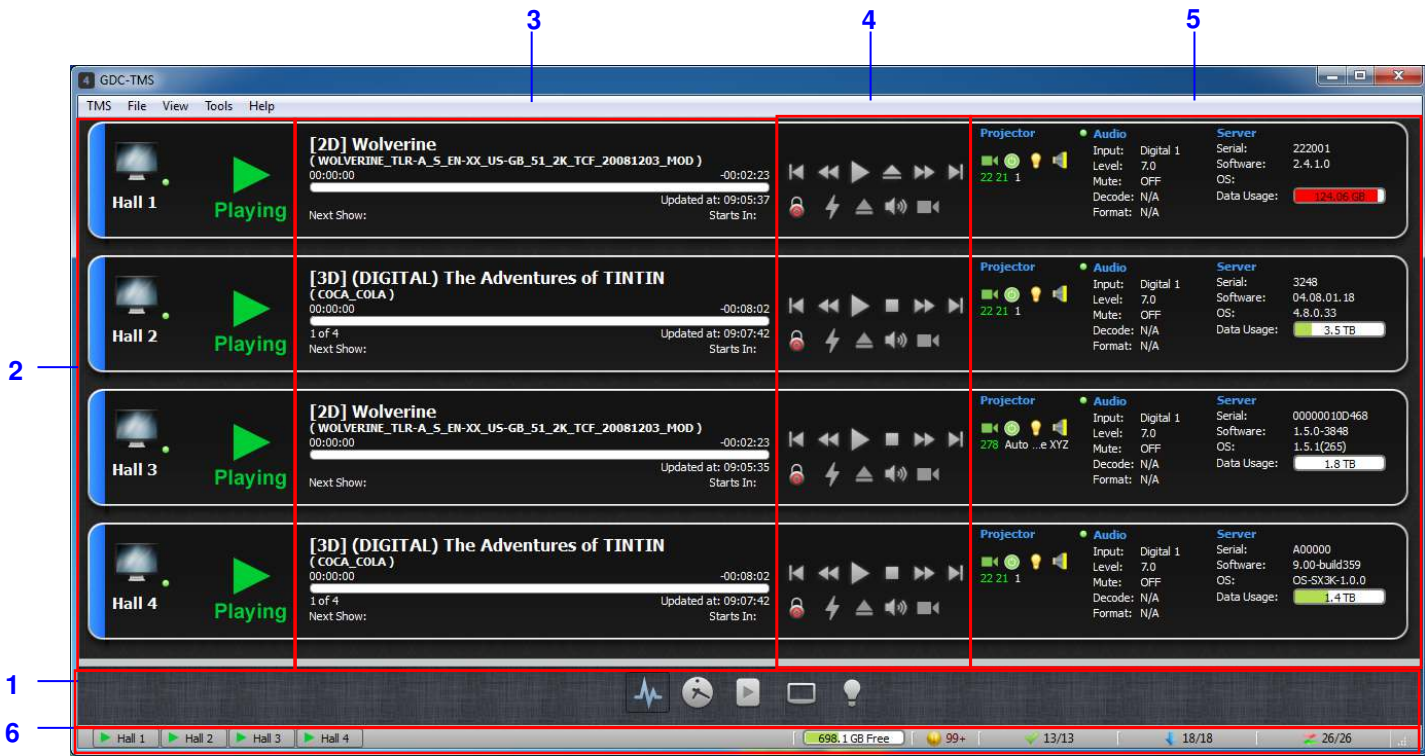 3 4 5
4 GDC-TMS
TMS File View Tools Help
Hall 1
Playing
[2D] Wolverine
( WOLVERINE_TLR-A_S_EN-XX_US-GB_51_2K_TCF_20081203_MOD )
00:00:00 -00:02:23
Updated at: 09:05:37
Next Show: Starts In:
Projector
22 21 1
Audio
Input: Digital 1
Level: 7.0
Mute: OFF
Decode: N/A
Format: N/A
Server
Serial: 222001
Software: 2.4.1.0
OS:
Data Usage: 124.06 GB
Hall 2
Playing
[3D] (DIGITAL) The Adventures of TINTIN
( COCA_COLA )
00:00:00 -00:08:02
1 of 4 Updated at: 09:07:42
Next Show: Starts In:
Projector
22 21 1
Audio
Input: Digital 1
Level: 7.0
Mute: OFF
Decode: N/A
Format: N/A
Server
Serial: 3248
Software: 04.08.01.18
OS: 4.8.0.33
Data Usage: 3.5 TB
2
Hall 3
Playing
[2D] Wolverine
( WOLVERINE_TLR-A_S_EN-XX_US-GB_51_2K_TCF_20081203_MOD )
00:00:00 -00:02:23
Updated at: 09:05:35
Next Show: Starts In:
Projector
278 Auto ...e XYZ
Audio
Input: Digital 1
Level: 7.0
Mute: OFF
Decode: N/A
Format: N/A
Server
Serial: 00000010D468
Software: 1.5.0-3848
OS: 1.5.1(265)
Data Usage: 1.8 TB
Hall 4
Playing
[3D] (DIGITAL) The Adventures of TINTIN
( COCA_COLA )
00:00:00 -00:08:02
1 of 4 Updated at: 09:07:42
Next Show: Starts In:
Projector
22 21 1
Audio
Input: Digital 1
Level: 7.0
Mute: OFF
Decode: N/A
Format: N/A
Server
Serial: A00000
Software: 9.00-build359
OS: OS-SX3K-1.0.0
Data Usage: 1.4 TB
1
6
Hall 1 Hall 2 Hall 3 Hall 4 698.1 GB Free 99+ 13/13 18/18 26/26